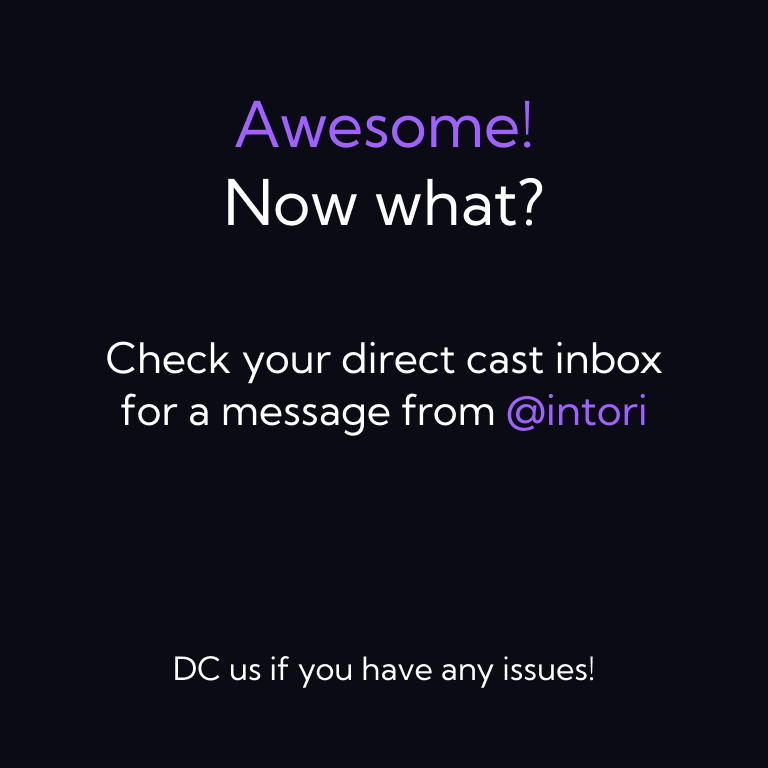 Awesome!
Now what?
Check your direct cast inbox
for a message from @intori
DC us if you have any issues!